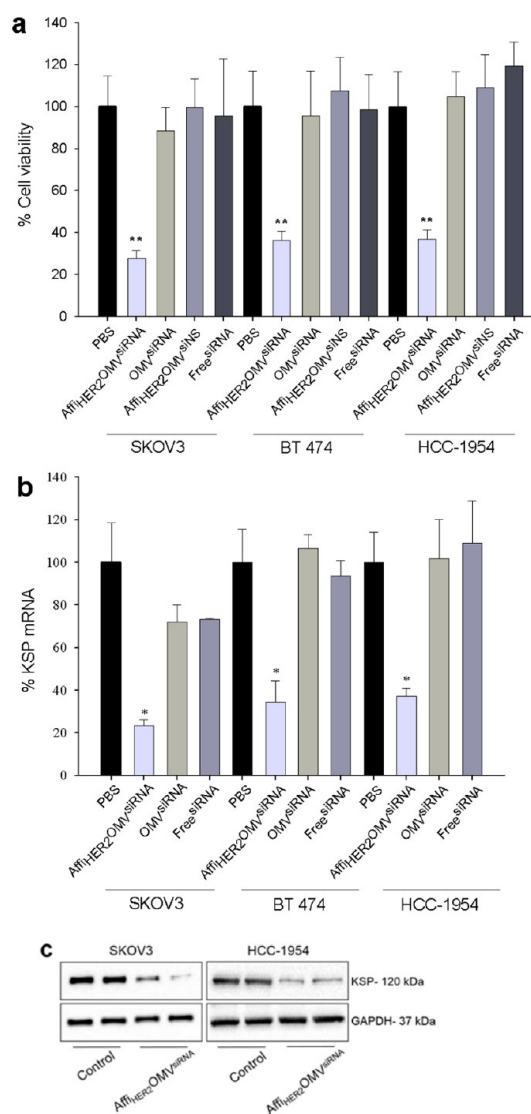 a
140
120
100
80
60
40
20
0
% Cell viability
** ** **
PBS
AffiHER2OMVsiRNA
OMVsiRNA
AffiHER2OMVsiNS
FreesiRNA
PBS
AffiHER2OMVsiRNA
OMVsiRNA
AffiHER2OMVsiNS
FreesiRNA
PBS
AffiHER2OMVsiRNA
OMVsiRNA
AffiHER2OMVsiNS
FreesiRNA
SKOV3 BT 474 HCC-1954
b
140
120
100
80
60
40
20
0
% KSP mRNA
* * *
PBS
AffiHER2OMVsiRNA
OMVsiRNA
FreesiRNA
PBS
AffiHER2OMVsiRNA
OMVsiRNA
FreesiRNA
PBS
AffiHER2OMVsiRNA
OMVsiRNA
FreesiRNA
SKOV3 BT 474 HCC-1954
c
SKOV3 HCC-1954
KSP- 120 kDa
GAPDH- 37 kDa
Control
AffiHER2OMVsiRNA
Control
AffiHER2OMVsiRNA